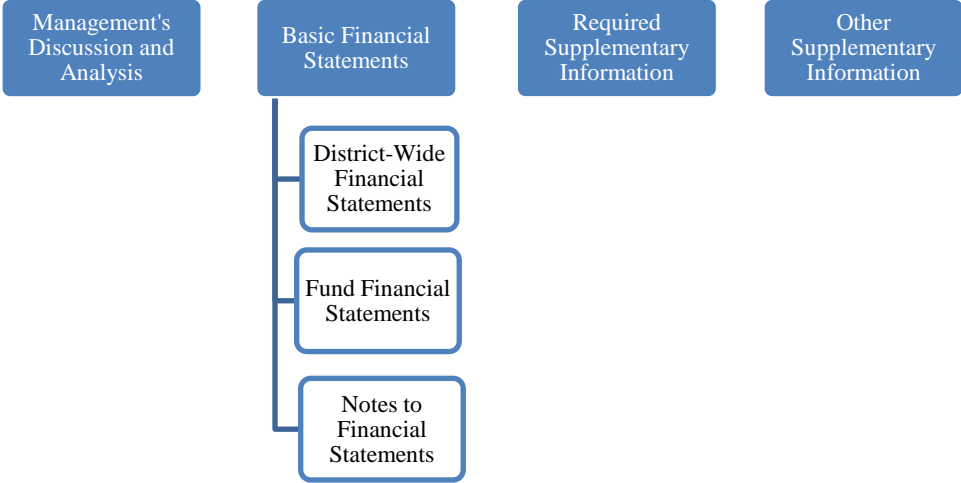 Management's
Discussion and
Analysis
Basic Financial
Statements
Required
Supplementary
Information
Other
Supplementary
Information
District-Wide
Financial
Statements
Fund Financial
Statements
Notes to
Financial
Statements